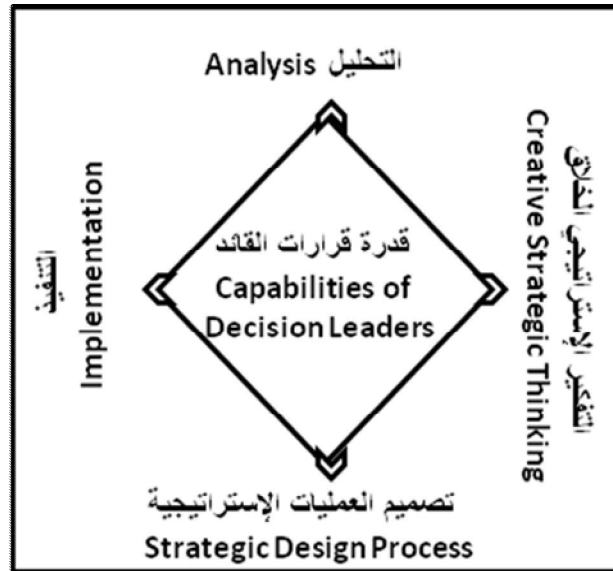 Analysis التحليل
التفكير الإستراتيجي الخلاق
Creative Strategic Thinking
التنفيذ
Implementation
قدرة قرارات القائد
Capabilities of
Decision Leaders
تصميم العمليات الإستراتيجية
Strategic Design Process